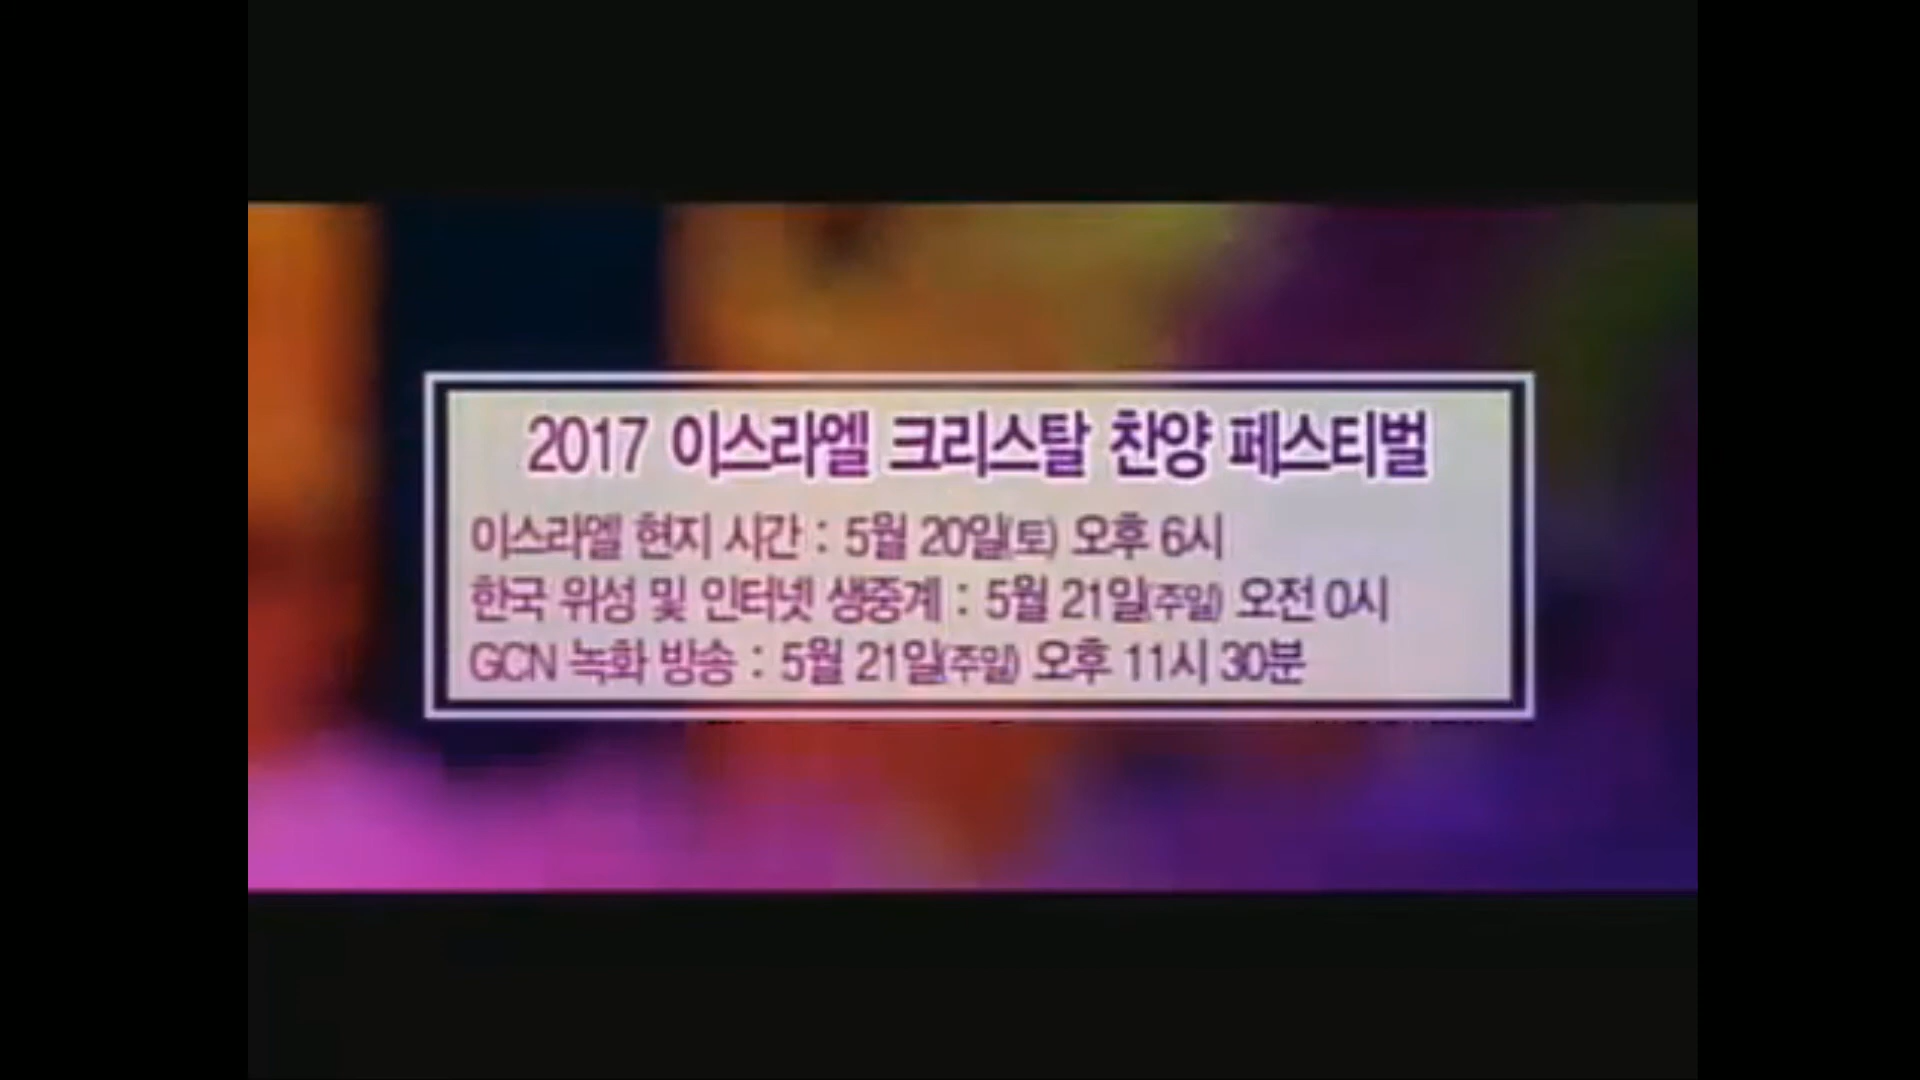 2017 이스라엘 크리스탈 찬양 페스티벌
이스라엘 현지 시간 : 5월 20일(토) 오후 6시
한국 위성 및 인터넷 생중계 : 5월 21일(주일) 오전 0시
GCN 녹화 방송 : 5월 21일(주일) 오후 11시 30분